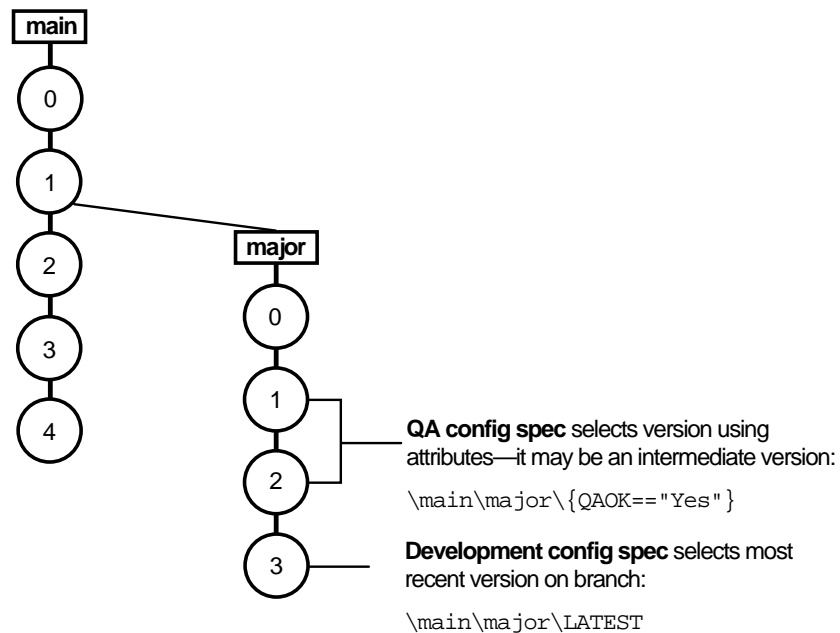 main
0
1
2
3
4
major
0
1
2
3
QA config spec selects version using
attributes—it may be an intermediate version:
\main\major\{QAOK=="Yes"}
Development config spec selects most
recent version on branch:
\main\major\LATEST